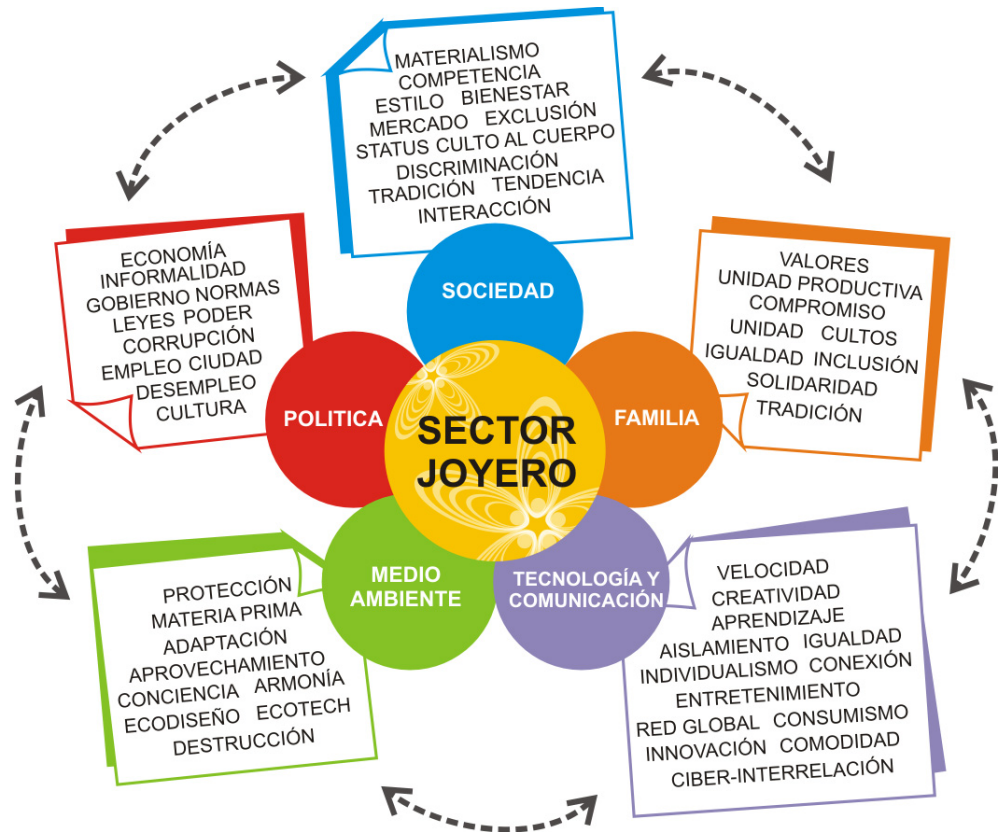 MATERIALISMO
COMPETENCIA
ESTILO BIENESTAR
MERCADO EXCLUSIÓN
STATUS CULTO AL CUERPO
DISCRIMINACIÓN
TRADICIÓN TENDENCIA
INTERACCIÓN
SOCIEDAD
ECONOMÍA
INFORMALIDAD
GOBIERNO NORMAS
LEYES PODER
CORRUPCIÓN
EMPLEO CIUDAD
DESEMPLEO
CULTURA
POLITICA
SECTOR
JOYERO
VALORES
UNIDAD PRODUCTIVA
COMPROMISO
UNIDAD CULTOS
IGUALDAD INCLUSIÓN
SOLIDARIDAD
TRADICIÓN
FAMILIA
PROTECCIÓN
MATERIA PRIMA
ADAPTACIÓN
APROVECHAMIENTO
CONCIENCIA ARMONÍA
ECODISEÑO ECOTECH
DESTRUCCIÓN
MEDIO
AMBIENTE
TECNOLOGÍA Y
COMUNICACIÓN
VELOCIDAD
CREATIVIDAD
APRENDIZAJE
AISLAMIENTO IGUALDAD
INDIVIDUALISMO CONEXIÓN
ENTRETENIMIENTO
RED GLOBAL CONSUMISMO
INNOVACIÓN COMODIDAD
CIBER-INTERRELACIÓN